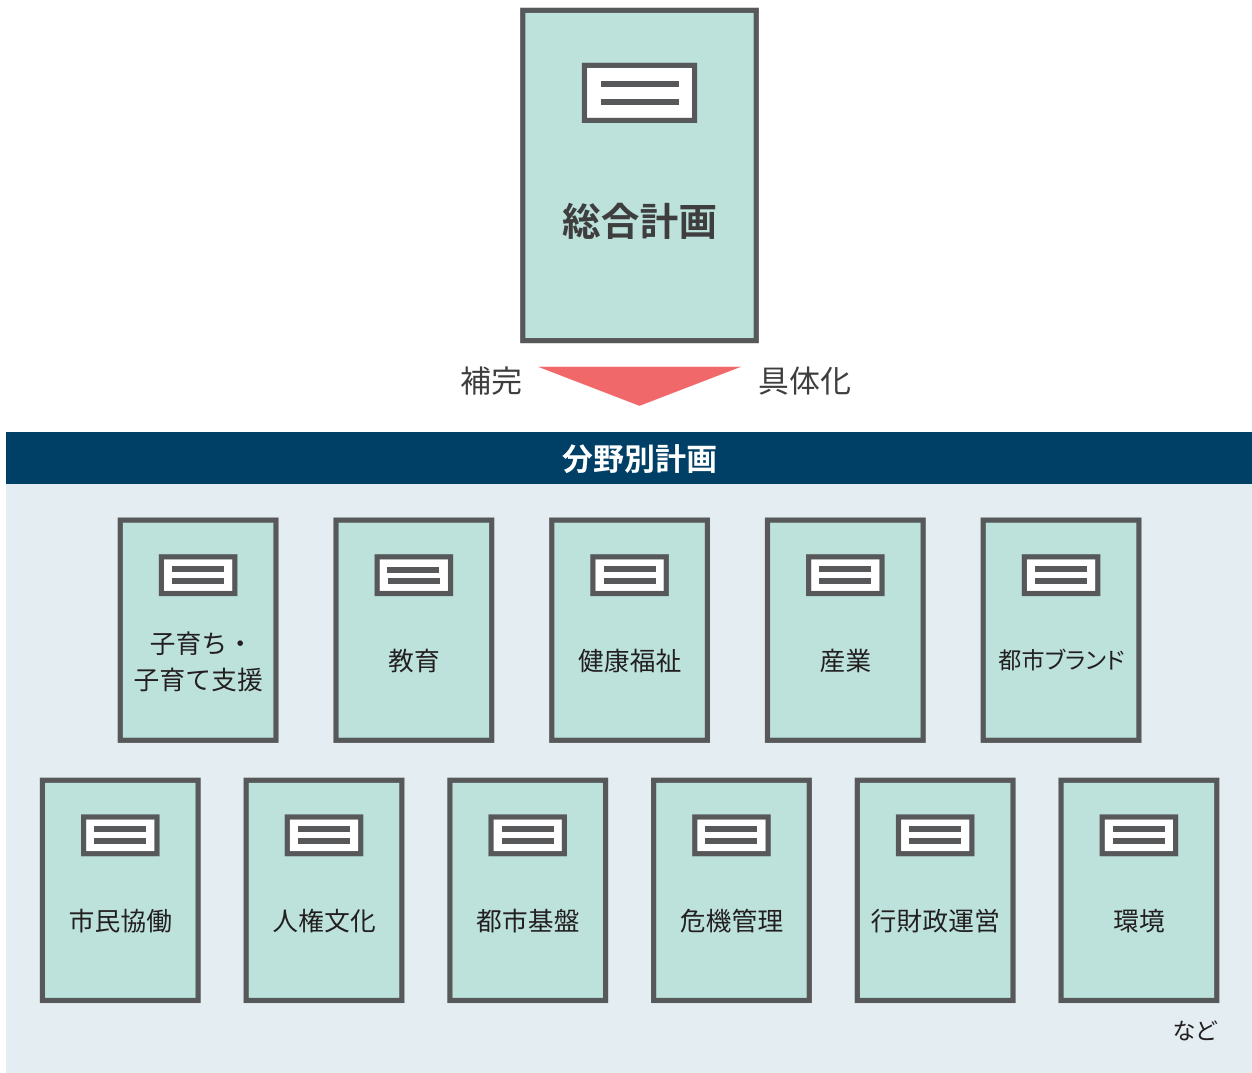 総合計画
補完
具体化
分野別計画
子育ち・
子育て支援
教育
健康福祉
産業
都市ブランド
市民協働
人権文化
都市基盤
危機管理
行財政運営
環境
など